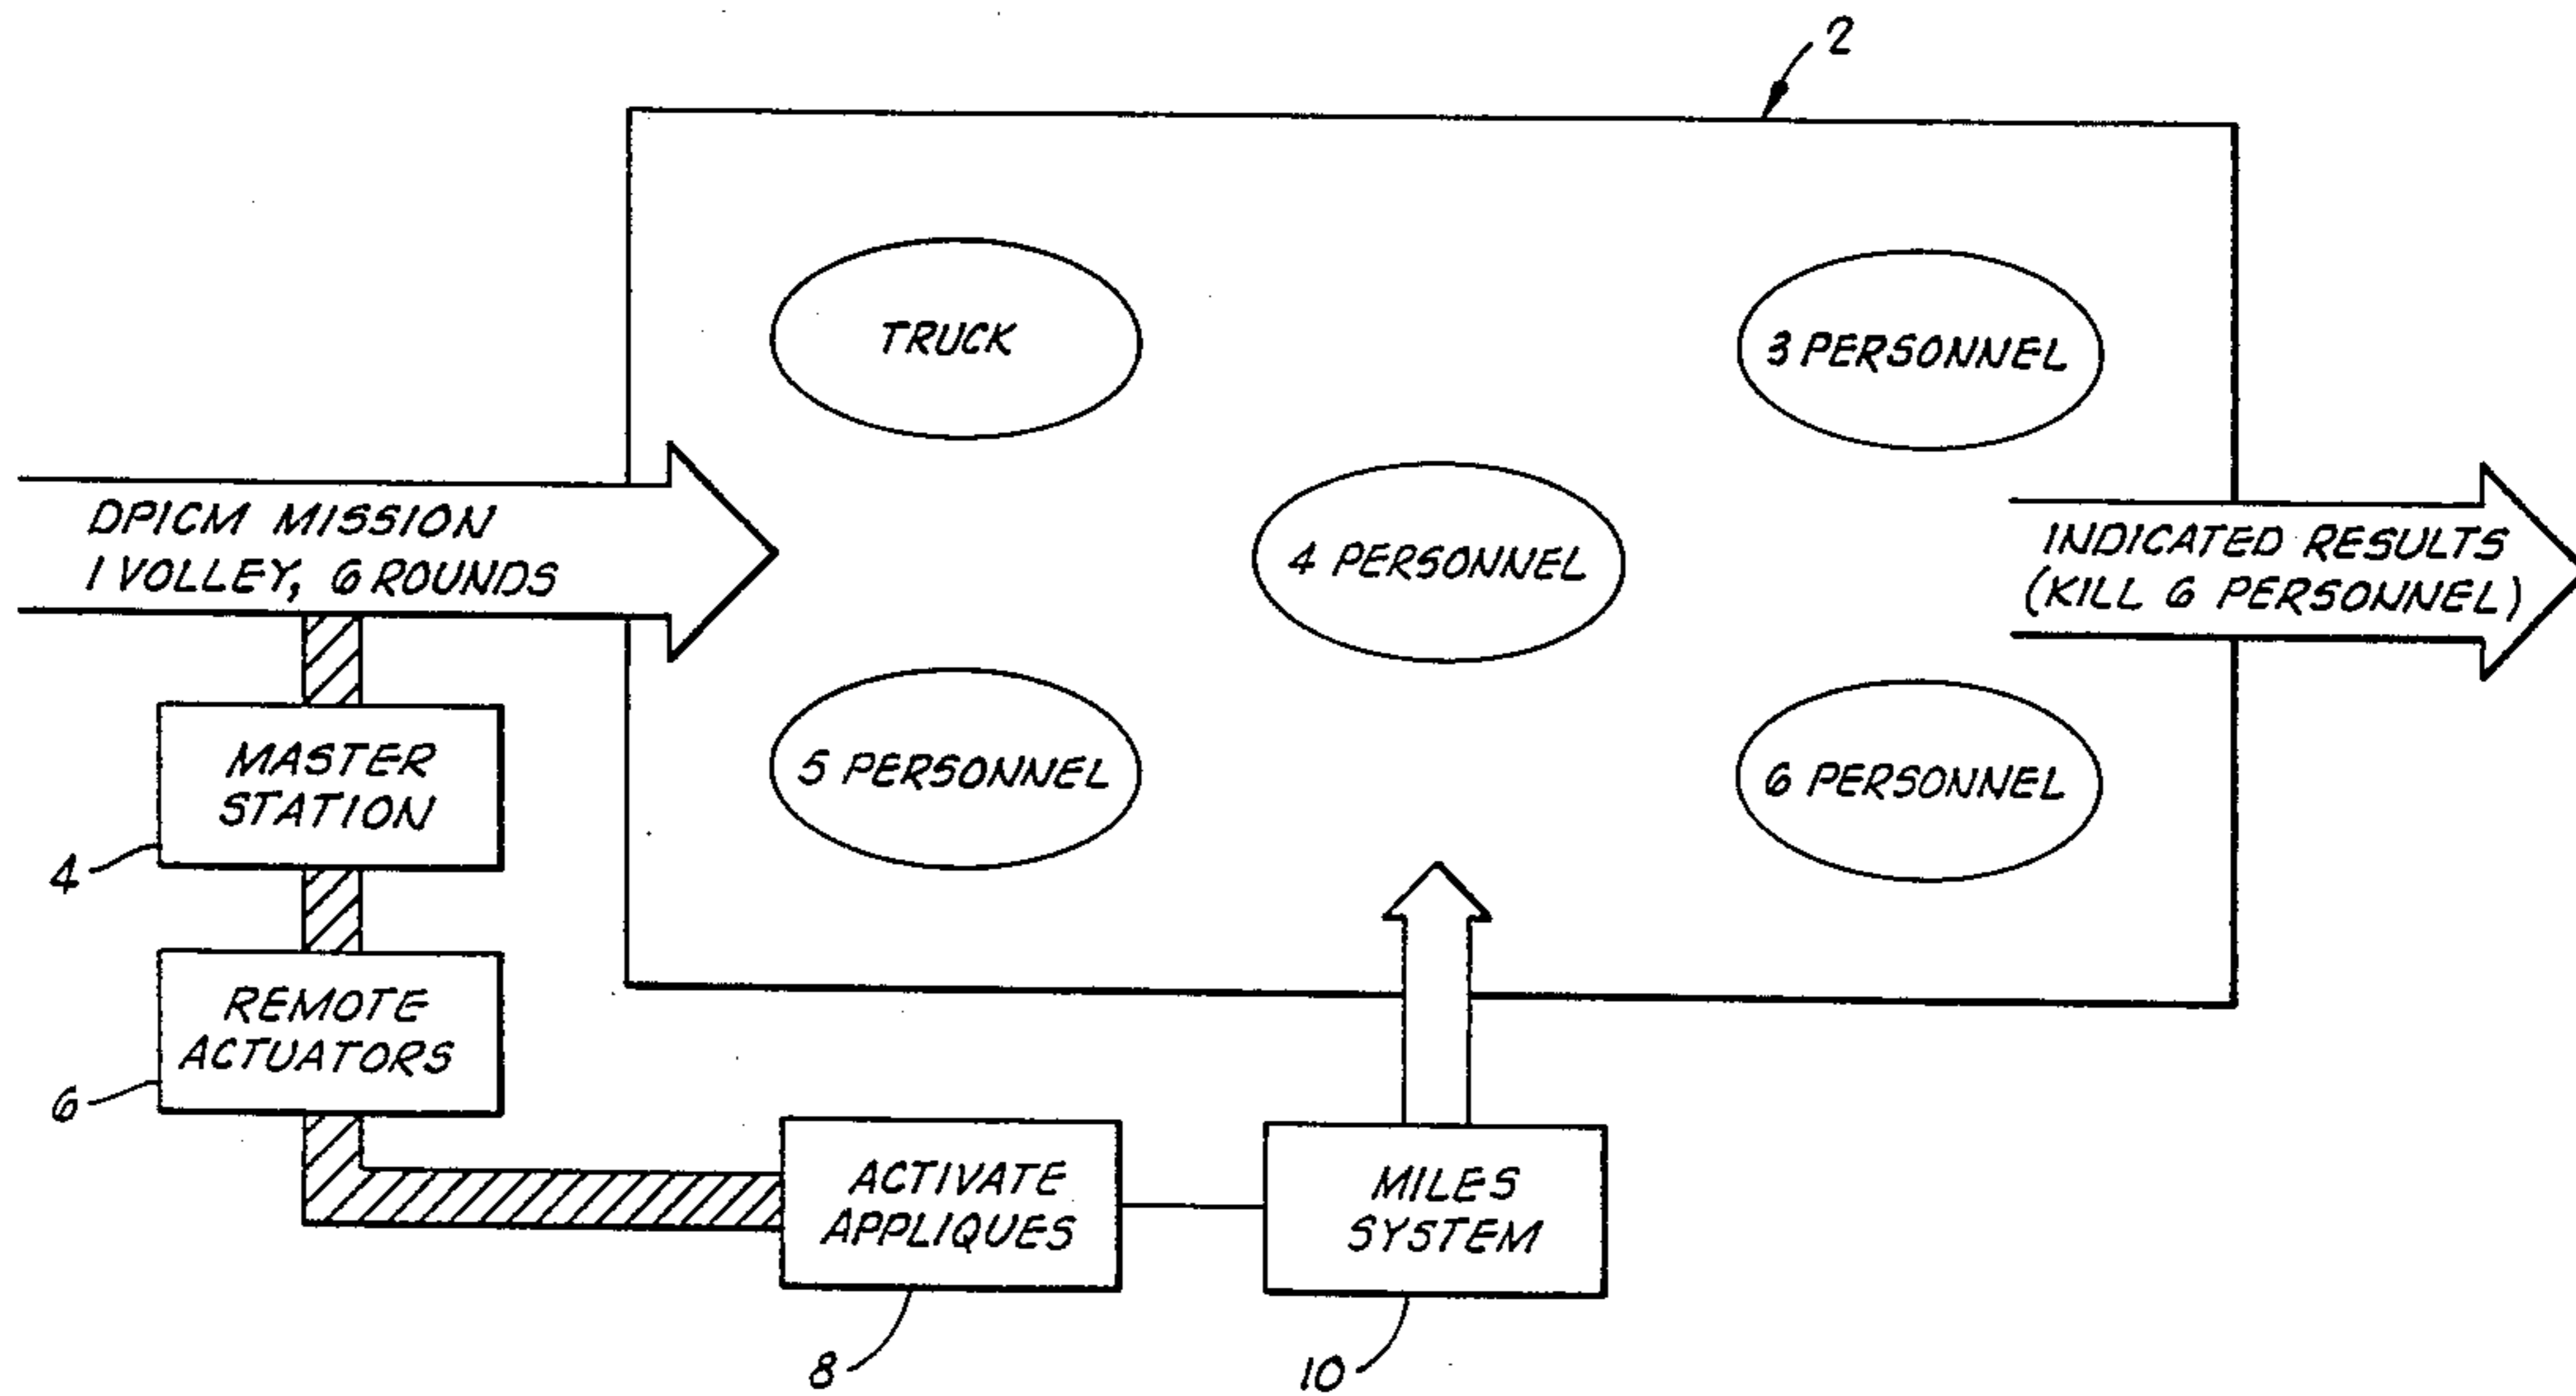 2
TRUCK
3 PERSONNEL
DPICM MISSION
1 VOLLEY, 6 ROUNDS
4 PERSONNEL
INDICATED RESULTS
(KILL 6 PERSONNEL)
5 PERSONNEL
6 PERSONNEL
MASTER
STATION
4
REMOTE
ACTUATORS
6
ACTIVATE
APPLIQUES
8
MILES
SYSTEM
10